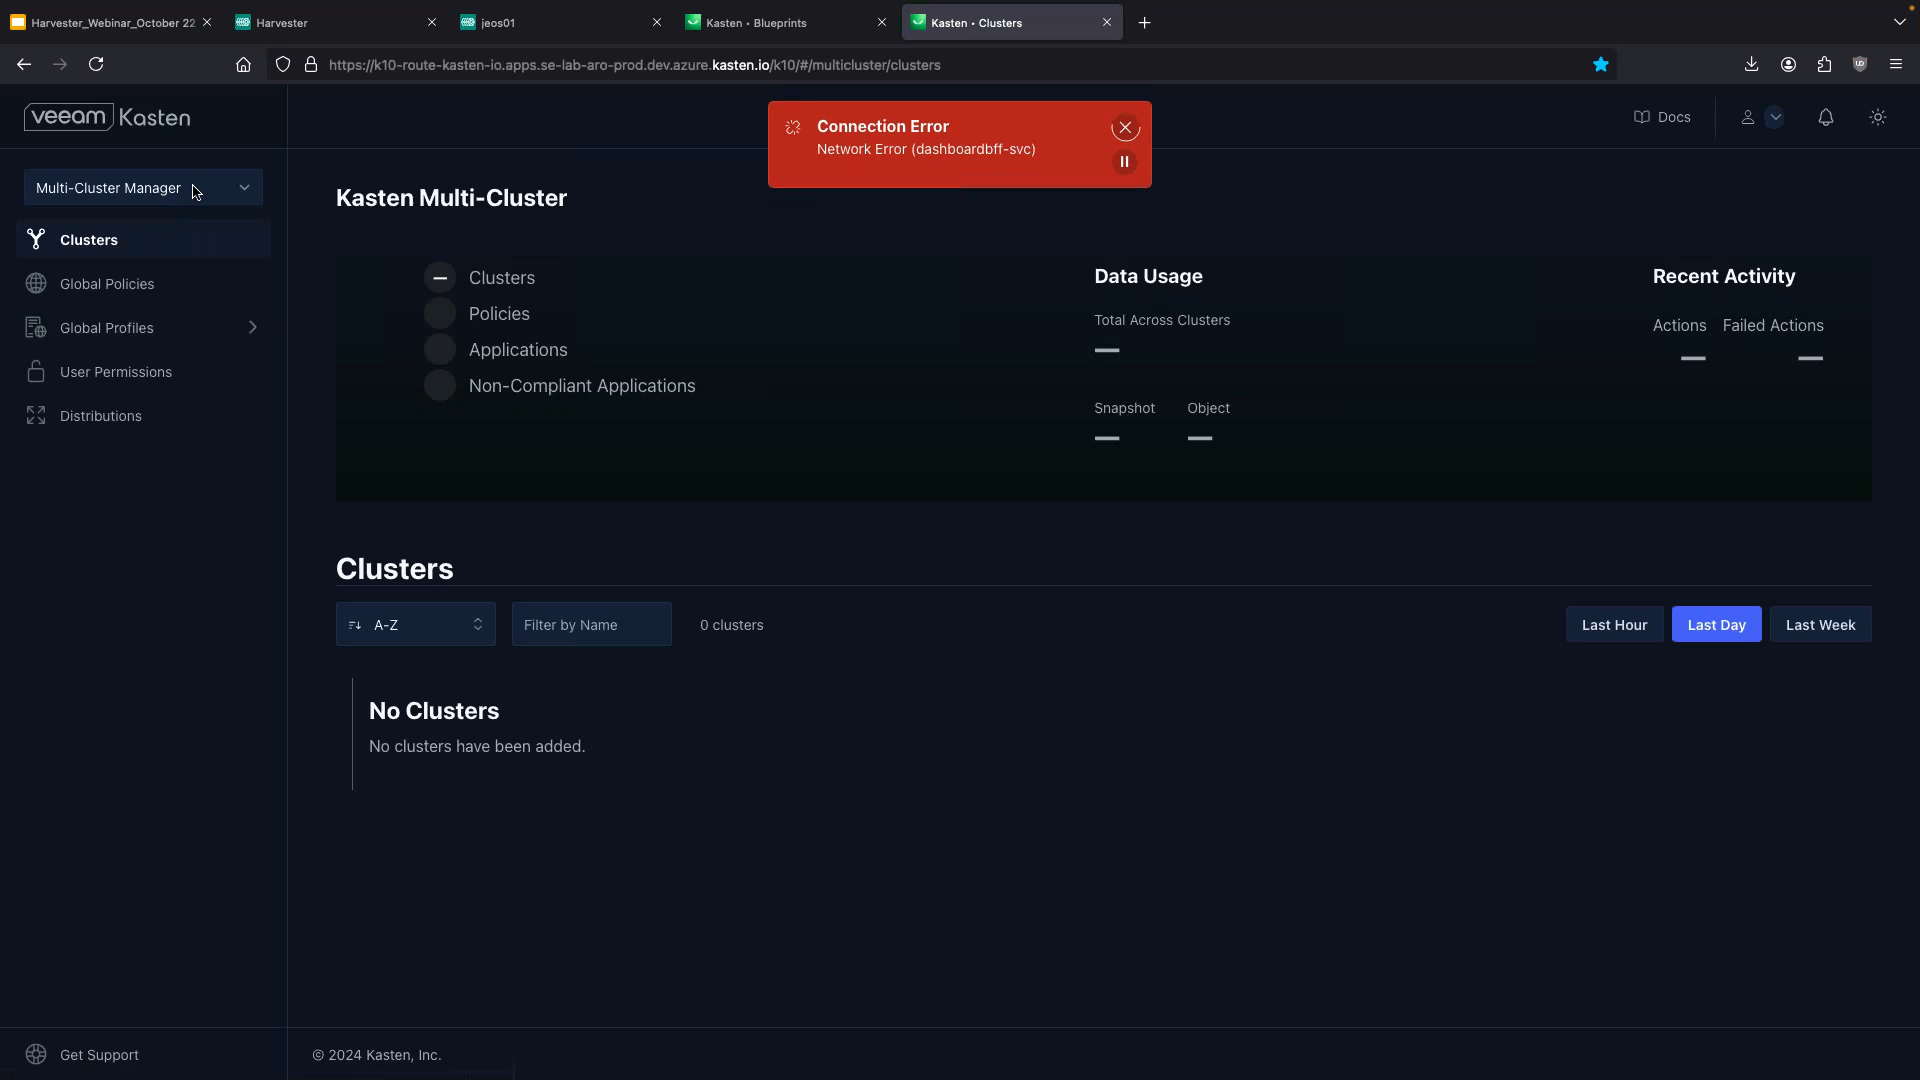 Harvester_Webinar_October 22
Harvester
jeos01
Kasten • Blueprints
Kasten • Clusters
https://k10-route-kasten-io.apps.se-lab-aro-prod.dev.azure.kasten.io/k10/#/multicluster/clusters
veeam Kasten
Connection Error
Network Error (dashboardbff-svc)
Docs
Multi-Cluster Manager
Clusters
Global Policies
Global Profiles
User Permissions
Distributions
Kasten Multi-Cluster
Clusters
Policies
Applications
Non-Compliant Applications
Data Usage
Total Across Clusters
—
Snapshot Object
— —
Recent Activity
Actions Failed Actions
— —
Clusters
A-Z
Filter by Name
0 clusters
Last Hour
Last Day
Last Week
No Clusters
No clusters have been added.
Get Support
© 2024 Kasten, Inc.